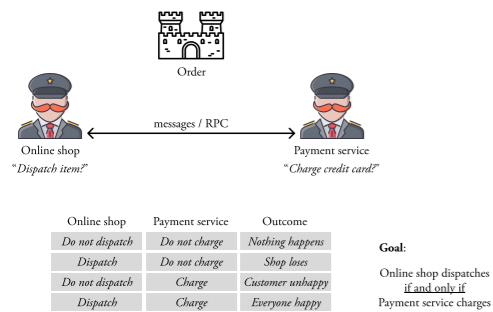 Order
messages / RPC
Online shop
Payment service
“Dispatch item?”
“Charge credit card?”
Online shop Payment service Outcome
Do not dispatch Do not charge Nothing happens
Dispatch Do not charge Shop loses
Do not dispatch Charge Customer unhappy
Dispatch Charge Everyone happy
Goal:
Online shop dispatches
if and only if
Payment service charges